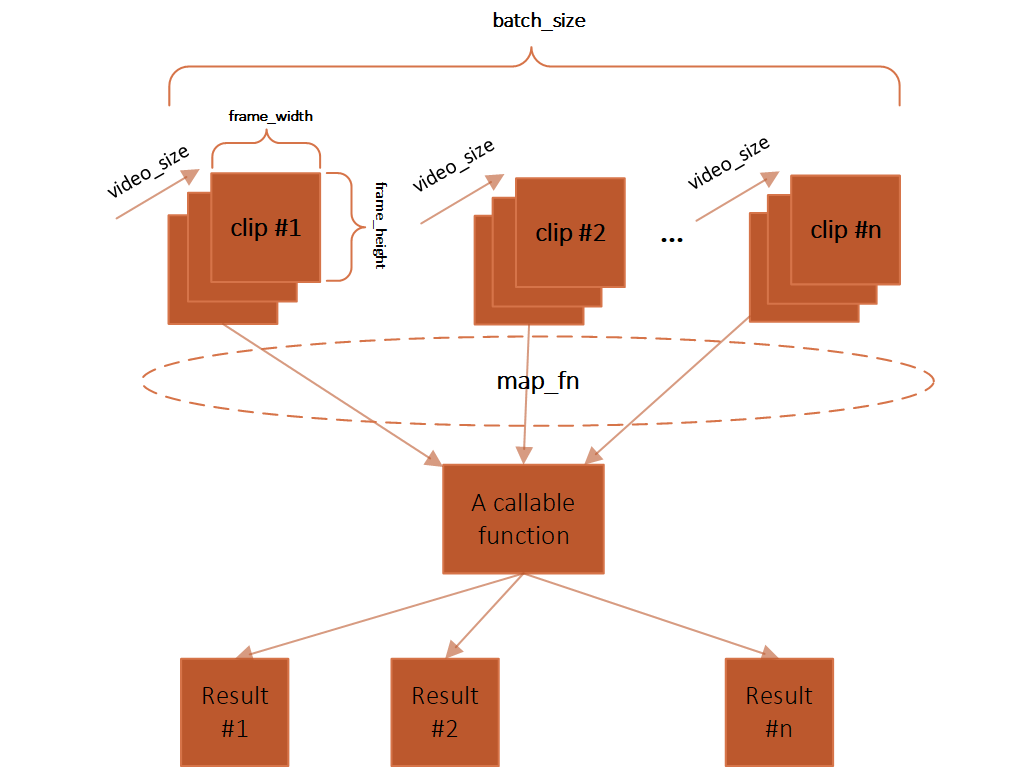 batch_size
frame_width
video_size
video_size
video_size
frame_height
clip #1
clip #2
...
clip #n
map_fn
A callable
function
Result
#1
Result
#2
Result
#n